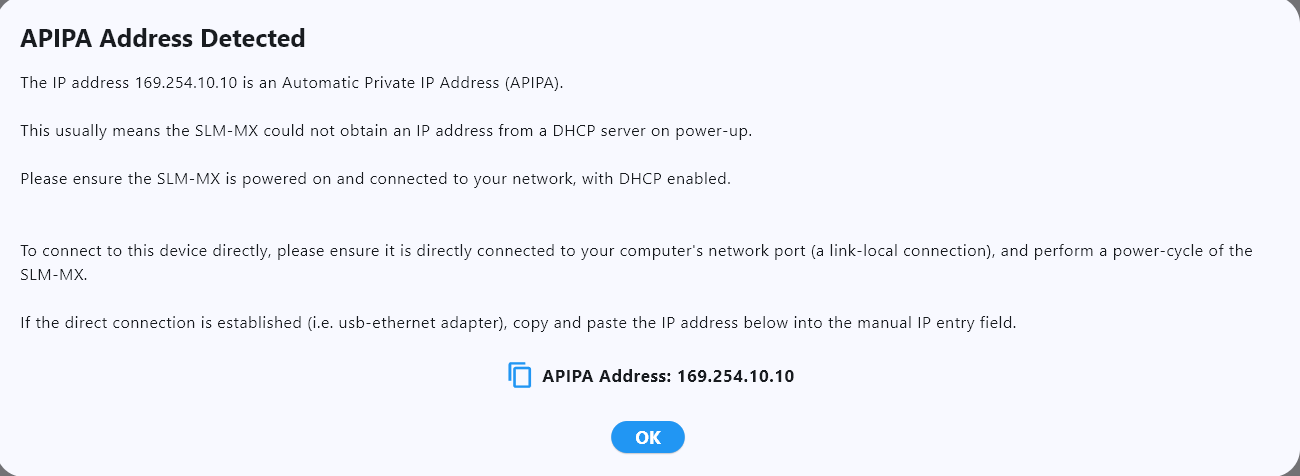 APIPA Address Detected
The IP address 169.254.10.10 is an Automatic Private IP Address (APIPA).
This usually means the SLM-MX could not obtain an IP address from a DHCP server on power-up.
Please ensure the SLM-MX is powered on and connected to your network, with DHCP enabled.
To connect to this device directly, please ensure it is directly connected to your computer's network port (a link-local connection), and perform a power-cycle of the
SLM-MX.
If the direct connection is established (i.e. usb-ethernet adapter), copy and paste the IP address below into the manual IP entry field.
APIPA Address: 169.254.10.10
OK